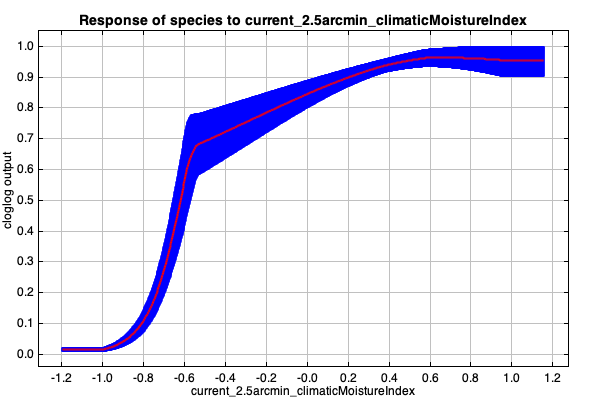 Response of species to current_2.5arcmin_climaticMoistureIndex
cloglog output
1.0
0.9
0.8
0.7
0.6
0.5
0.4
0.3
0.2
0.1
0.0
-1.2 -1.0 -0.8 -0.6 -0.4 -0.2 0.0 0.2 0.4 0.6 0.8 1.0 1.2
current_2.5arcmin_climaticMoistureIndex